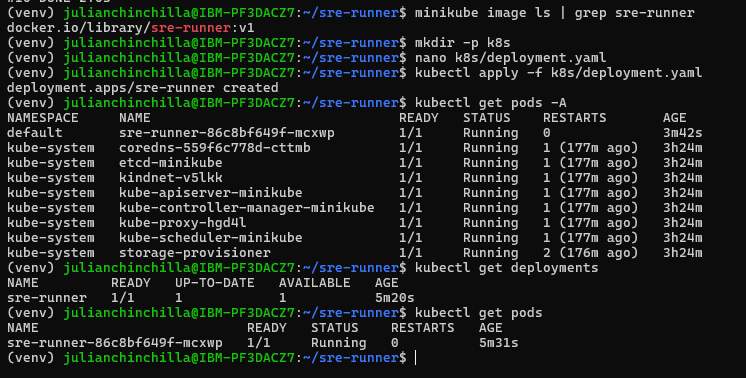 (venv) julianchinchilla@IBM-PF3DACZ7:~/sre-runner$ minikube image ls | grep sre-runner
docker.io/library/sre-runner:v1
(venv) julianchinchilla@IBM-PF3DACZ7:~/sre-runner$ mkdir -p k8s
(venv) julianchinchilla@IBM-PF3DACZ7:~/sre-runner$ nano k8s/deployment.yaml
(venv) julianchinchilla@IBM-PF3DACZ7:~/sre-runner$ kubectl apply -f k8s/deployment.yaml
deployment.apps/sre-runner created
(venv) julianchinchilla@IBM-PF3DACZ7:~/sre-runner$ kubectl get pods -A
NAMESPACE     NAME                               READY   STATUS    RESTARTS       AGE
default       sre-runner-86c8bf649f-mcxwp        1/1     Running   0              3m42s
kube-system   coredns-559f6c778d-cttmb           1/1     Running   1 (177m ago)   3h24m
kube-system   etcd-minikube                      1/1     Running   1 (177m ago)   3h24m
kube-system   kindnet-v5lkk                      1/1     Running   1 (177m ago)   3h24m
kube-system   kube-apiserver-minikube            1/1     Running   1 (177m ago)   3h24m
kube-system   kube-controller-manager-minikube   1/1     Running   1 (177m ago)   3h24m
kube-system   kube-proxy-hgd4l                   1/1     Running   1 (177m ago)   3h24m
kube-system   kube-scheduler-minikube            1/1     Running   1 (177m ago)   3h24m
kube-system   storage-provisioner                1/1     Running   2 (176m ago)   3h24m
(venv) julianchinchilla@IBM-PF3DACZ7:~/sre-runner$ kubectl get deployments
NAME         READY   UP-TO-DATE   AVAILABLE   AGE
sre-runner   1/1     1            1           5m20s
(venv) julianchinchilla@IBM-PF3DACZ7:~/sre-runner$ kubectl get pods
NAME                          READY   STATUS    RESTARTS   AGE
sre-runner-86c8bf649f-mcxwp   1/1     Running   0          5m31s
(venv) julianchinchilla@IBM-PF3DACZ7:~/sre-runner$